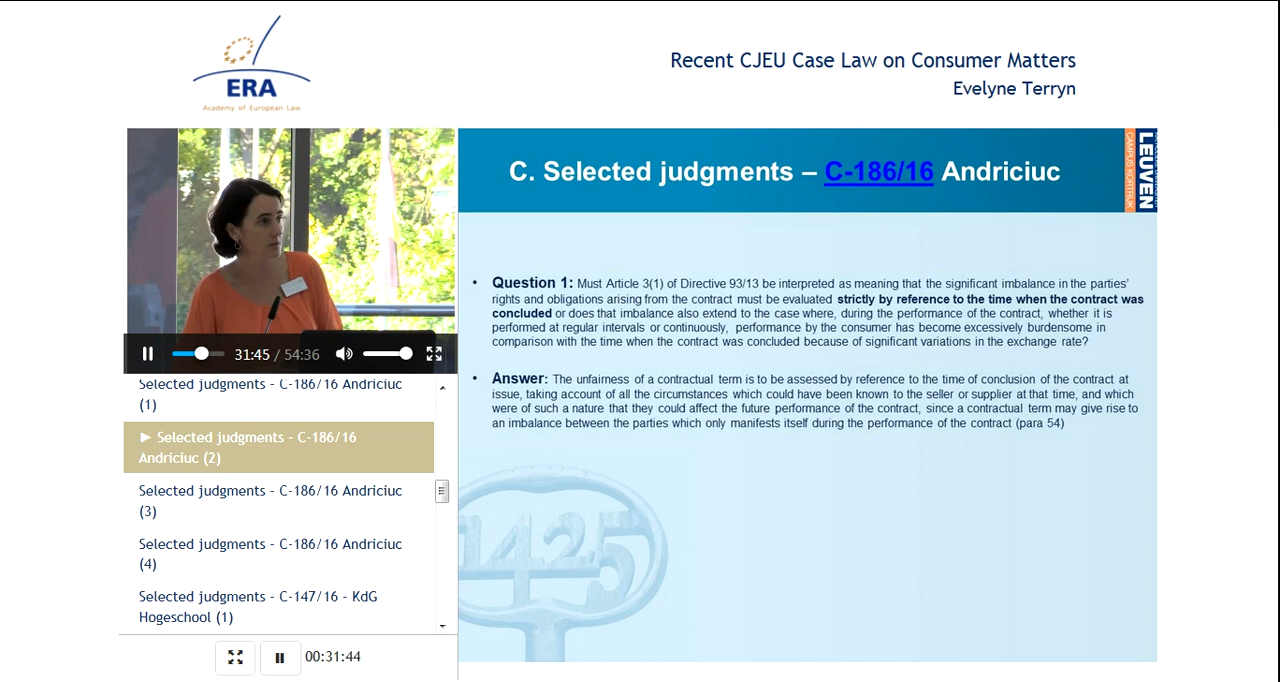 ERA
Academy of European Law
Recent CJEU Case Law on Consumer Matters
Evelyne Terryn
31:45 / 54:36
Selected judgments - C-186/16 Andriciuc
(1)
► Selected judgments - C-186/16
Andriciuc (2)
Selected judgments - C-186/16 Andriciuc
(3)
Selected judgments - C-186/16 Andriciuc
(4)
Selected judgments - C-147/16 - KdG
Hogeschool (1)
00:31:44
C. Selected judgments – C-186/16 Andriciuc
LEUVEN
CAMPUS KORTRIJK
• Question 1: Must Article 3(1) of Directive 93/13 be interpreted as meaning that the significant imbalance in the parties'
rights and obligations arising from the contract must be evaluated strictly by reference to the time when the contract was
concluded or does that imbalance also extend to the case where, during the performance of the contract, whether it is
performed at regular intervals or continuously, performance by the consumer has become excessively burdensome in
comparison with the time when the contract was concluded because of significant variations in the exchange rate?
• Answer: The unfairness of a contractual term is to be assessed by reference to the time of conclusion of the contract at
issue, taking account of all the circumstances which could have been known to the seller or supplier at that time, and which
were of such a nature that they could affect the future performance of the contract, since a contractual term may give rise to
an imbalance between the parties which only manifests itself during the performance of the contract (para 54)
1425